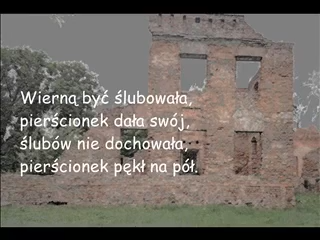 Wierną być ślubowała,
pierścionek dała swój,
ślubów nie dochowała,
pierścionek pękł na pół.